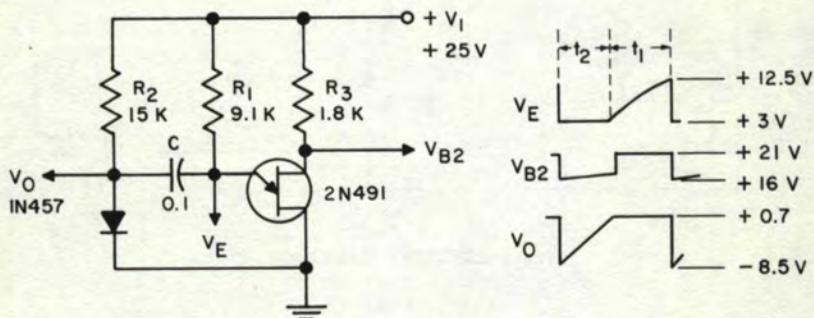 + V1
+ 25 V
R2
15 K
R1
9.1 K
R3
1.8 K
C
0.1
VO
1N457
VE
VB2
2N491
t2
t1
VE
+ 12.5 V
+ 3 V
VB2
+ 21 V
+ 16 V
VO
+ 0.7
- 8.5 V